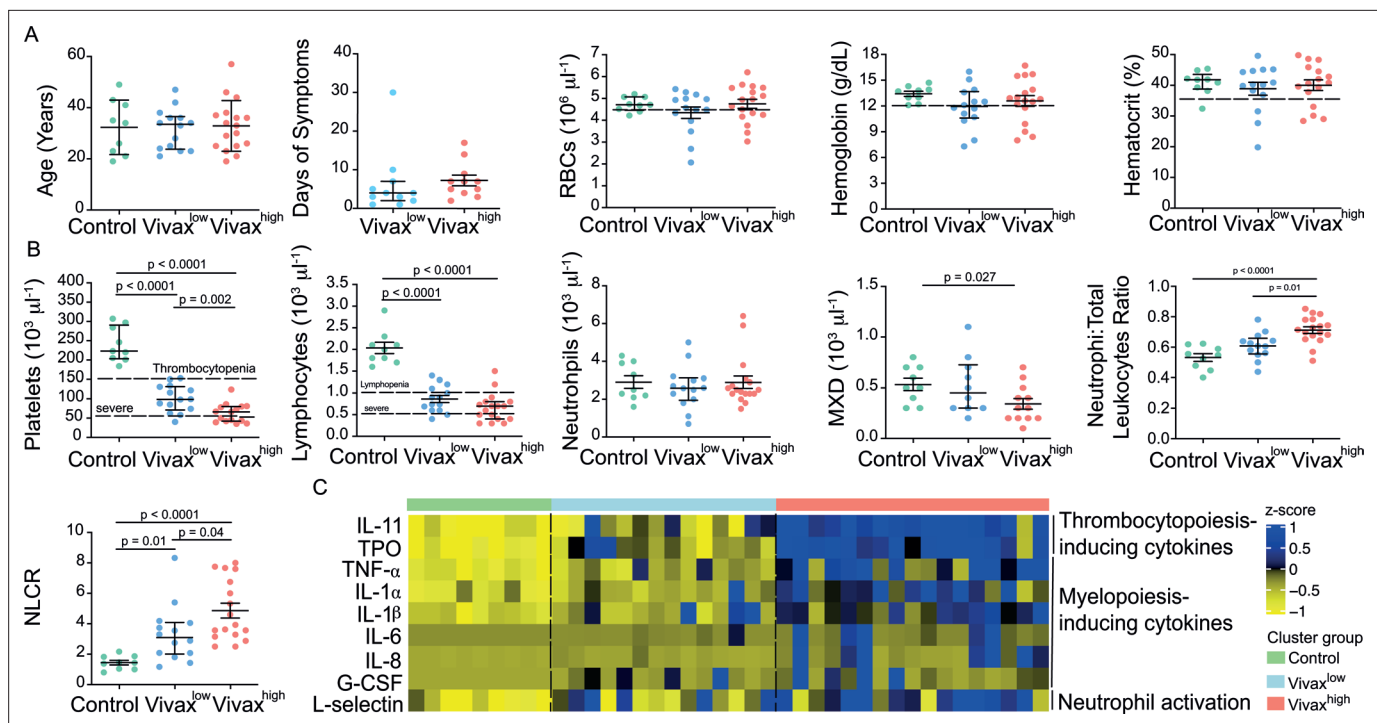 A
Age (Years)
60
40
20
0
Control Vivax^low Vivax^high
Days of Symptoms
40
30
20
10
0
Vivax^low Vivax^high
RBCs (10^6 µl^-1)
7
6
5
4
3
2
1
0
Control Vivax^low Vivax^high
Hemoglobin (g/dL)
18
15
12
9
6
3
0
Control Vivax^low Vivax^high
Hematocrit (%)
50
40
30
20
10
0
Control Vivax^low Vivax^high
B
Platelets (10^3 µl^-1)
400
350
300
250
200
150
100
50
0
p < 0.0001
p < 0.0001
p = 0.002
Thrombocytopenia
severe
Control Vivax^low Vivax^high
Lymphocytes (10^3 µl^-1)
3.5
3.0
2.5
2.0
1.5
1.0
0.5
0.0
p < 0.0001
p < 0.0001
Lymphopenia
severe
Control Vivax^low Vivax^high
Neutrohpils (10^3 µl^-1)
8
6
4
2
0
Control Vivax^low Vivax^high
MXD (10^3 µl^-1)
1.5
1.0
0.5
0.0
p = 0.027
Control Vivax^low Vivax^high
Neutrophi:Total
Leukocytes Ratio
1.0
0.8
0.6
0.4
0.2
0.0
p < 0.0001
p = 0.01
Control Vivax^low Vivax^high
NLCR
10
8
6
4
2
0
p < 0.0001
p = 0.01
p = 0.04
Control Vivax^low Vivax^high
C
IL-11
TPO
TNF-α
IL-1α
IL-1β
IL-6
IL-8
G-CSF
L-selectin
Thrombocytopoiesis-
inducing cytokines
Myelopoiesis-
inducing cytokines
Neutrophil activation
z-score
1
0.5
0
−0.5
−1
Cluster group
Control
Vivax^low
Vivax^high